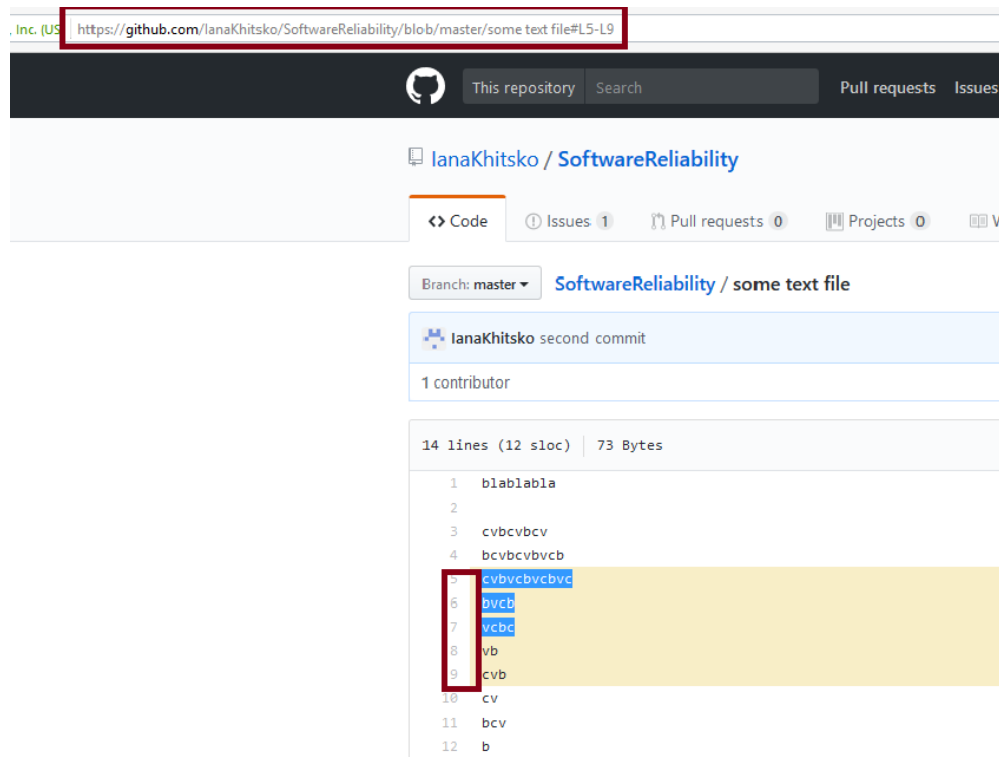 . Inc. (US https://github.com/IanaKhitsko/SoftwareReliability/blob/master/some text file#L5-L9
This repository Search Pull requests Issues
IanaKhitsko / SoftwareReliability
<> Code Issues 1 Pull requests 0 Projects 0 W
Branch: master SoftwareReliability / some text file
IanaKhitsko second commit
1 contributor
14 lines (12 sloc) 73 Bytes
1 blablabla
2
3 cvbcvbcv
4 bcvbcvbvcb
5 cvbvcbvcbvc
6 bvcb
7 vcbc
8 vb
9 cvb
10 cv
11 bcv
12 b